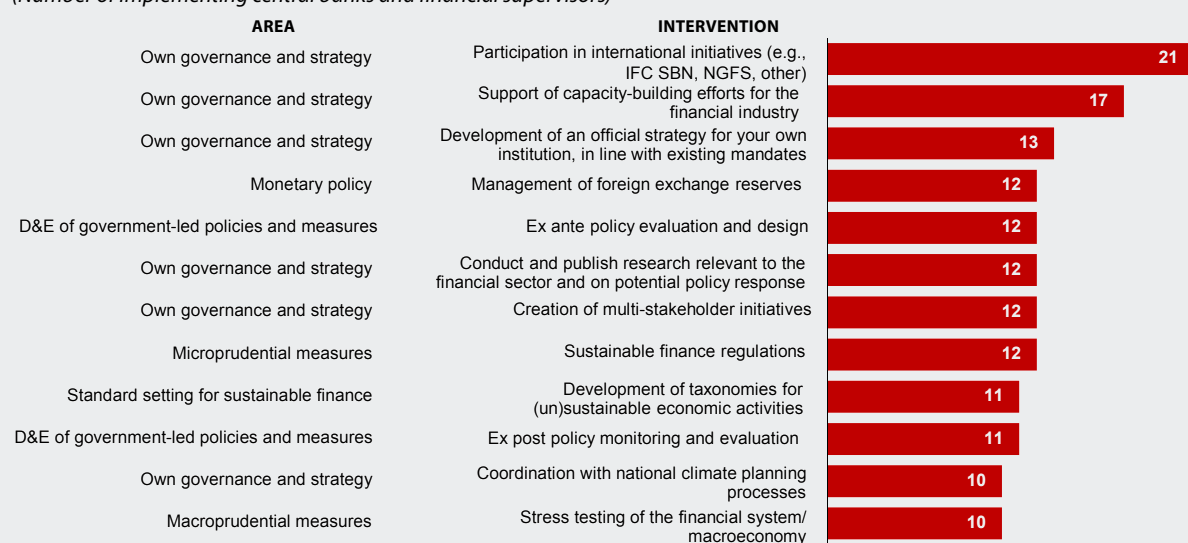 (Number of implementing central banks and financial supervisors)
AREA INTERVENTION
Own governance and strategy Participation in international initiatives (e.g.,
IFC SBN, NGFS, other) 21
Own governance and strategy Support of capacity-building efforts for the
financial industry 17
Own governance and strategy Development of an official strategy for your own
institution, in line with existing mandates 13
Monetary policy Management of foreign exchange reserves 12
D&E of government-led policies and measures Ex ante policy evaluation and design 12
Own governance and strategy Conduct and publish research relevant to the
financial sector and on potential policy response 12
Own governance and strategy Creation of multi-stakeholder initiatives 12
Microprudential measures Sustainable finance regulations 12
Standard setting for sustainable finance Development of taxonomies for
(un)sustainable economic activities 11
D&E of government-led policies and measures Ex post policy monitoring and evaluation 11
Own governance and strategy Coordination with national climate planning
processes 10
Macroprudential measures Stress testing of the financial system/
macroeconomy 10